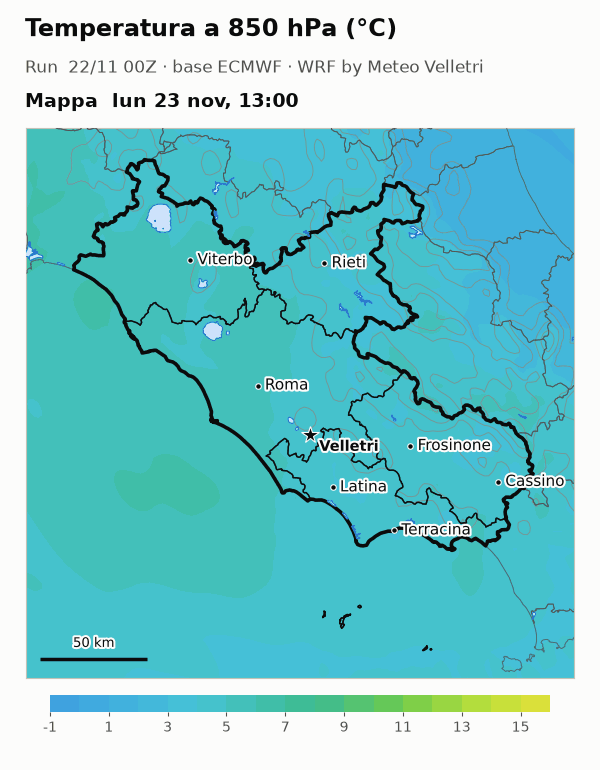 Temperatura a 850 hPa (°C)
Run  22/11 00Z · base ECMWF · WRF by Meteo Velletri
Mappa  lun 23 nov, 13:00
Viterbo
Rieti
Roma
Velletri
Frosinone
Latina
Cassino
Terracina
50 km
-1 1 3 5 7 9 11 13 15